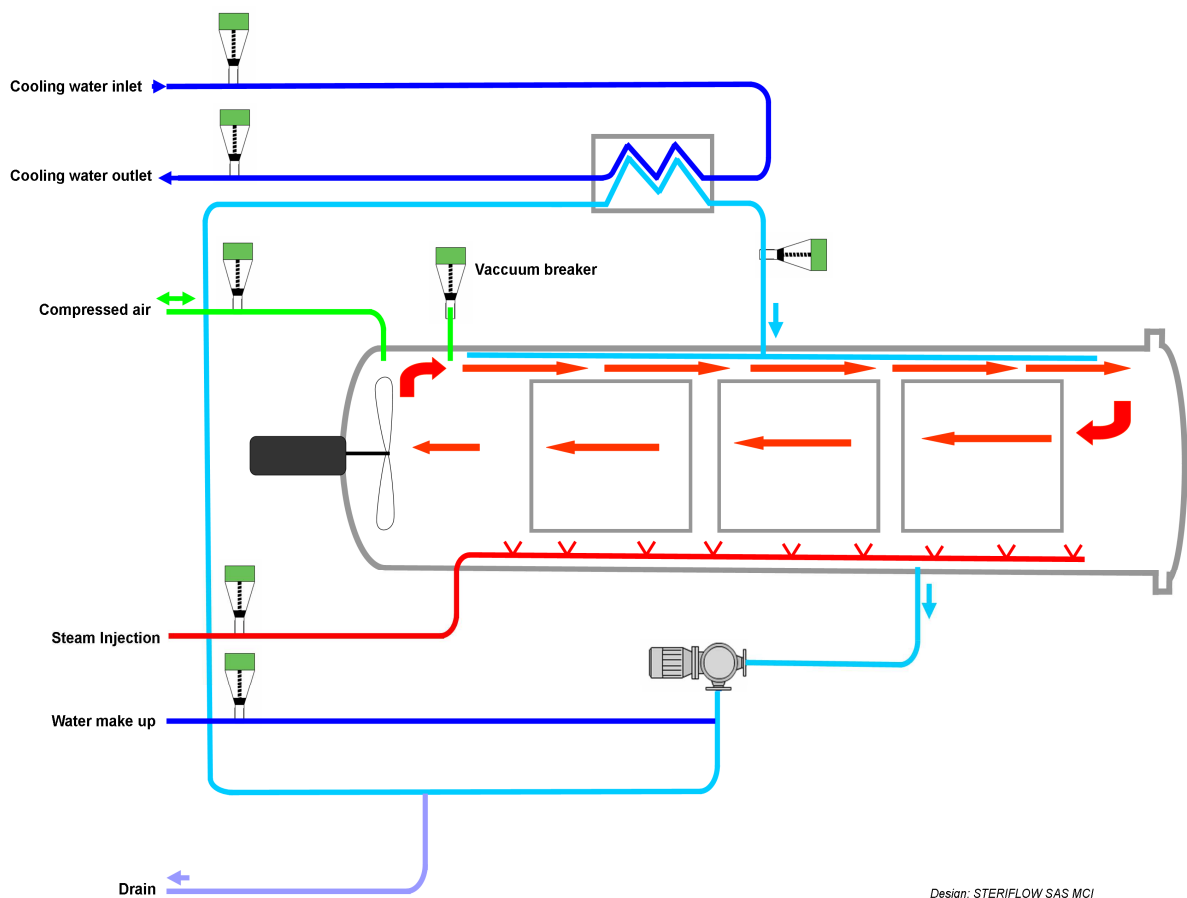 Cooling water inlet
Cooling water outlet
Vaccuum breaker
Compressed air
Steam Injection
Water make up
Drain
Design: STERIFLOW SAS MCI